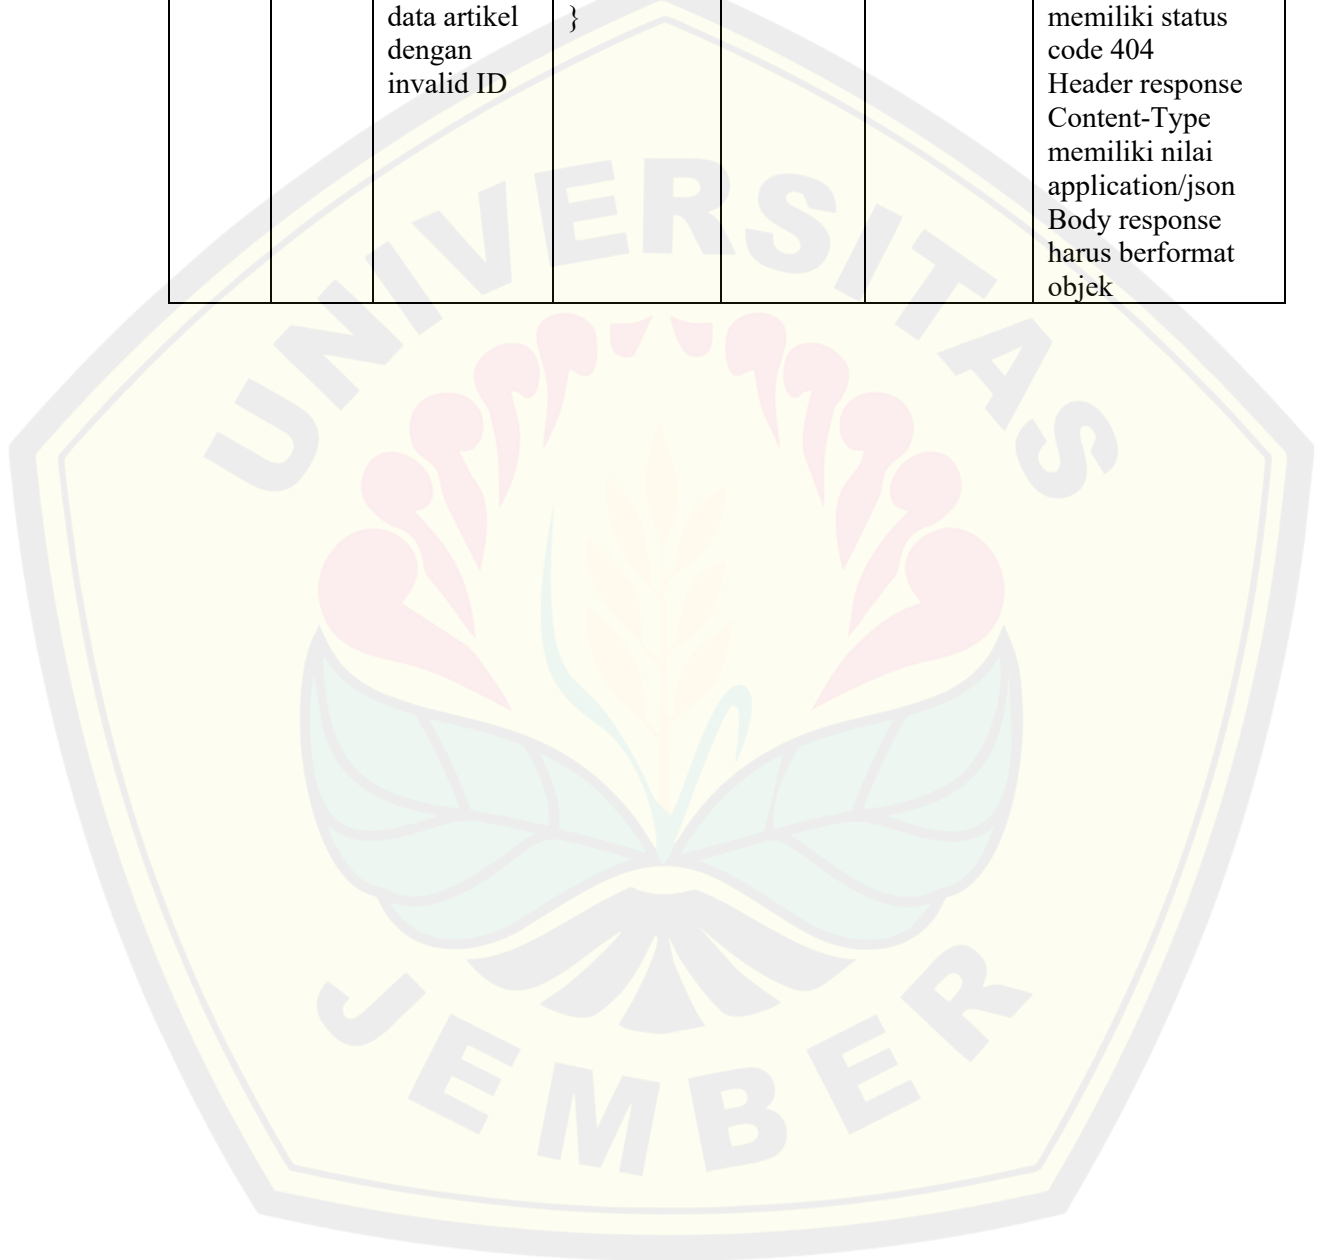 data artikel
dengan
invalid ID
}
memiliki status
code 404
Header response
Content-Type
memiliki nilai
application/json
Body response
harus berformat
objek
UNIVERSITAS
JEMBER